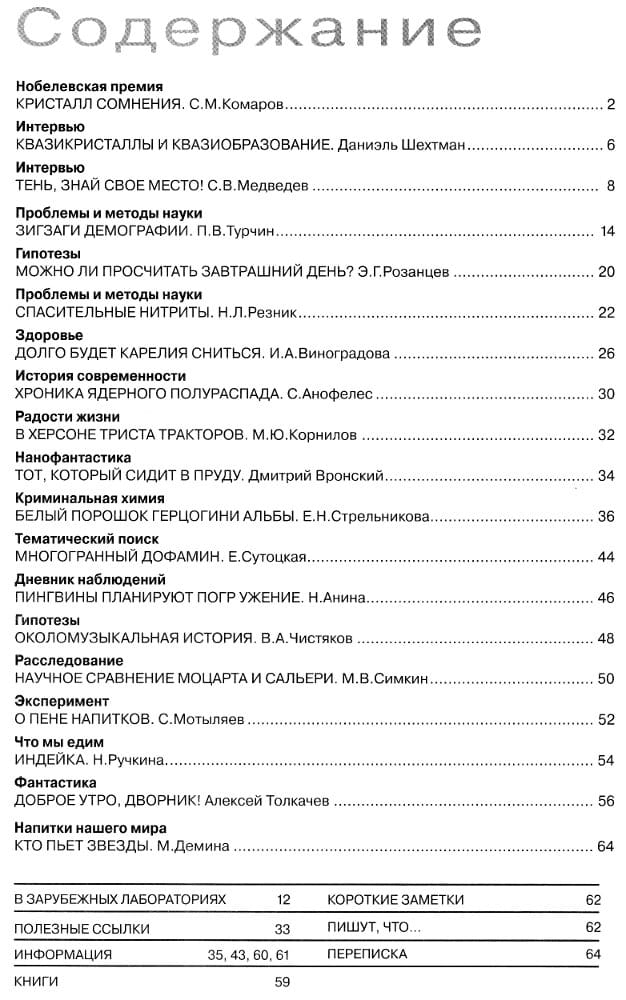 Содержание
Нобелевская премия
КРИСТАЛЛ СОМНЕНИЯ. С.М.Комаров 2
Интервью
КВАЗИКРИСТАЛЛЫ И КВАЗИОБРАЗОВАНИЕ. Даниэль Шехтман 6
Интервью
ТЕНЬ, ЗНАЙ СВОЕ МЕСТО! С.В.Медведев 8
Проблемы и методы науки
ЗИГЗАГИ ДЕМОГРАФИИ. П.В.Турчин 14
Гипотезы
МОЖНО ЛИ ПРОСЧИТАТЬ ЗАВТРАШНИЙ ДЕНЬ? Э.Г.Розанцев 20
Проблемы и методы науки
СПАСИТЕЛЬНЫЕ НИТРИТЫ. Н.Л.Резник 22
Здоровье
ДОЛГО БУДЕТ КАРЕЛИЯ СНИТЬСЯ. И.А.Виноградова 26
История современности
ХРОНИКА ЯДЕРНОГО ПОЛУРАСПАДА. С.Анофелес 30
Радости жизни
В ХЕРСОНЕ ТРИСТА ТРАКТОРОВ. М.Ю.Корнилов 32
Нанофантастика
ТОТ, КОТОРЫЙ СИДИТ В ПРУДУ. Дмитрий Вронский 34
Криминальная химия
БЕЛЫЙ ПОРОШОК ГЕРЦОГИНИ АЛЬБЫ. Е.Н.Стрельникова 36
Тематический поиск
МНОГОГРАННЫЙ ДОФАМИН. Е.Сутоцкая 44
Дневник наблюдений
ПИНГВИНЫ ПЛАНИРУЮТ ПОГР УЖЕНИЕ. Н.Анина 46
Гипотезы
ОКОЛОМУЗЫКАЛЬНАЯ ИСТОРИЯ. В.А.Чистяков 48
Расследование
НАУЧНОЕ СРАВНЕНИЕ МОЦАРТА И САЛЬЕРИ. М.В.Симкин 50
Эксперимент
О ПЕНЕ НАПИТКОВ. С.Мотыляев 52
Что мы едим
ИНДЕЙКА. Н.Ручкина 54
Фантастика
ДОБРОЕ УТРО, ДВОРНИК! Алексей Толкачев 56
Напитки нашего мира
КТО ПЬЕТ ЗВЕЗДЫ. М.Демина 64
В ЗАРУБЕЖНЫХ ЛАБОРАТОРИЯХ 12
ПОЛЕЗНЫЕ ССЫЛКИ 33
ИНФОРМАЦИЯ 35, 43, 60, 61
КНИГИ 59
КОРОТКИЕ ЗАМЕТКИ 62
ПИШУТ, ЧТО... 62
ПЕРЕПИСКА 64